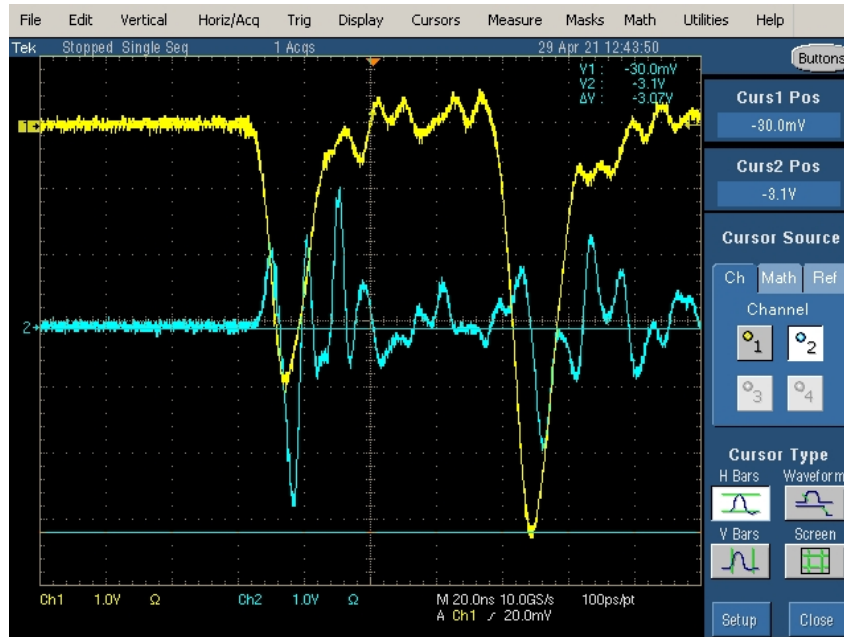 File Edit Vertical Horiz/Acq Trig Display Cursors Measure Masks Math Utilities Help
Tek Stopped Single Seq 1 Acqs 29 Apr 21 12:43:50
Buttons
V1 : -30.0mV
V2 : -3.1V
ΔV : -3.07V
Curs1 Pos
-30.0mV
Curs2 Pos
-3.1V
Cursor Source
Ch Math Ref
Channel
1 2
3 4
Cursor Type
H Bars Waveform
V Bars Screen
Setup Close
1
2
Ch1 1.0V Ω Ch2 1.0V Ω M 20.0ns 10.0GS/s 100ps/pt
A Ch1 / 20.0mV